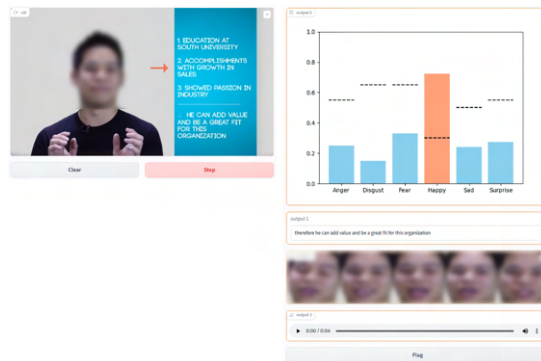 vid
1. EDUCATION AT
SOUTH UNIVERSITY
2. ACCOMPLISHMENTS
WITH GROWTH IN
SALES
3. SHOWED PASSION IN
INDUSTRY
HE CAN ADD VALUE
AND BE A GREAT FIT
FOR THIS
ORGANIZATION
Clear
Stop
output 0
1.0
0.8
0.6
0.4
0.2
0.0
Anger Disgust Fear Happy Sad Surprise
output 1
therefore he can add value and be a great fit for this organization
output 2
0:00 / 0:04
Flag